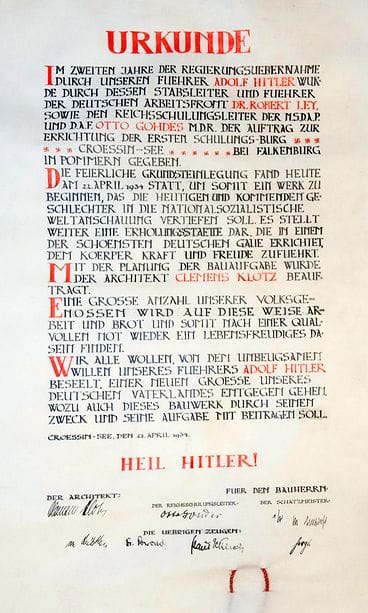 URKUNDE
IM ZWEITEN JAHRE DER REGIERUNGSUEBERNAHME
DURCH UNSEREN FUEHRER ADOLF HITLER WUR-
DE DURCH DESSEN STABSLEITER UND FUEHRER
DER DEUTSCHEN ARBEITSFRONT DR. ROBERT LEY,
SOWIE DEN REICHSSCHULUNGSLEITER DER N.S.D.A.P.
UND D.A.F. OTTO GOHDES M.D.R. DER AUFTRAG ZUR
ERRICHTUNG DER ERSTEN SCHULUNGS-BURG
CROESSIN-SEE BEI FALKENBURG
IN POMMERN GEGEBEN.
DIE FEIERLICHE GRUNDSTEINLEGUNG FAND HEUTE
AM 22. APRIL 1934 STATT, UM SOMIT EIN WERK ZU
BEGINNEN, DAS DIE HEUTIGEN UND KOMMENDEN GE-
SCHLECHTER IN DIE NATIONALSOZIALISTISCHE
WELTANSCHAUUNG VERTIEFEN SOLL. ES STELLT
WEITER EINE ERHOLUNGSSTAETTE DAR, DIE IN EINEM
DER SCHOENSTEN DEUTSCHEN GAUE ERRICHTET,
DEM KOERPER KRAFT UND FREUDE ZUFUEHRT.
MIT DER PLANUNG DER BAUAUFGABE WURDE
DER ARCHITEKT CLEMENS KLOTZ BEAUF-
TRAGT.
EINE GROSSE ANZAHL UNSERER VOLKSGE-
NOSSEN WIRD AUF DIESE WEISE AR-
BEIT UND BROT UND SOMIT NACH EINER QUAL-
VOLLEN NOT WIEDER EIN LEBENSFREUDIGES DA-
SEIN FINDEN.
WIR ALLE WOLLEN, VON DEM UNBEUGSAMEN
WILLEN UNSERES FUEHRERS ADOLF HITLER
BESEELT, EINER NEUEN GROESSE UNSERES
DEUTSCHEN VATERLANDES ENTGEGEN GEHEN,
WOZU AUCH DIESES BAUWERK DURCH SEINEN
ZWECK UND SEINE AUFGABE MIT BEITRAGEN SOLL.
CROESSIN-SEE, DEN 22. APRIL 1934.
HEIL HITLER!
FUER DEN BAUHERRN:
DER ARCHITEKT: DER REICHSSCHULUNGSLEITER: DER SCHATZMEISTER:
DIE UEBRIGEN ZEUGEN: